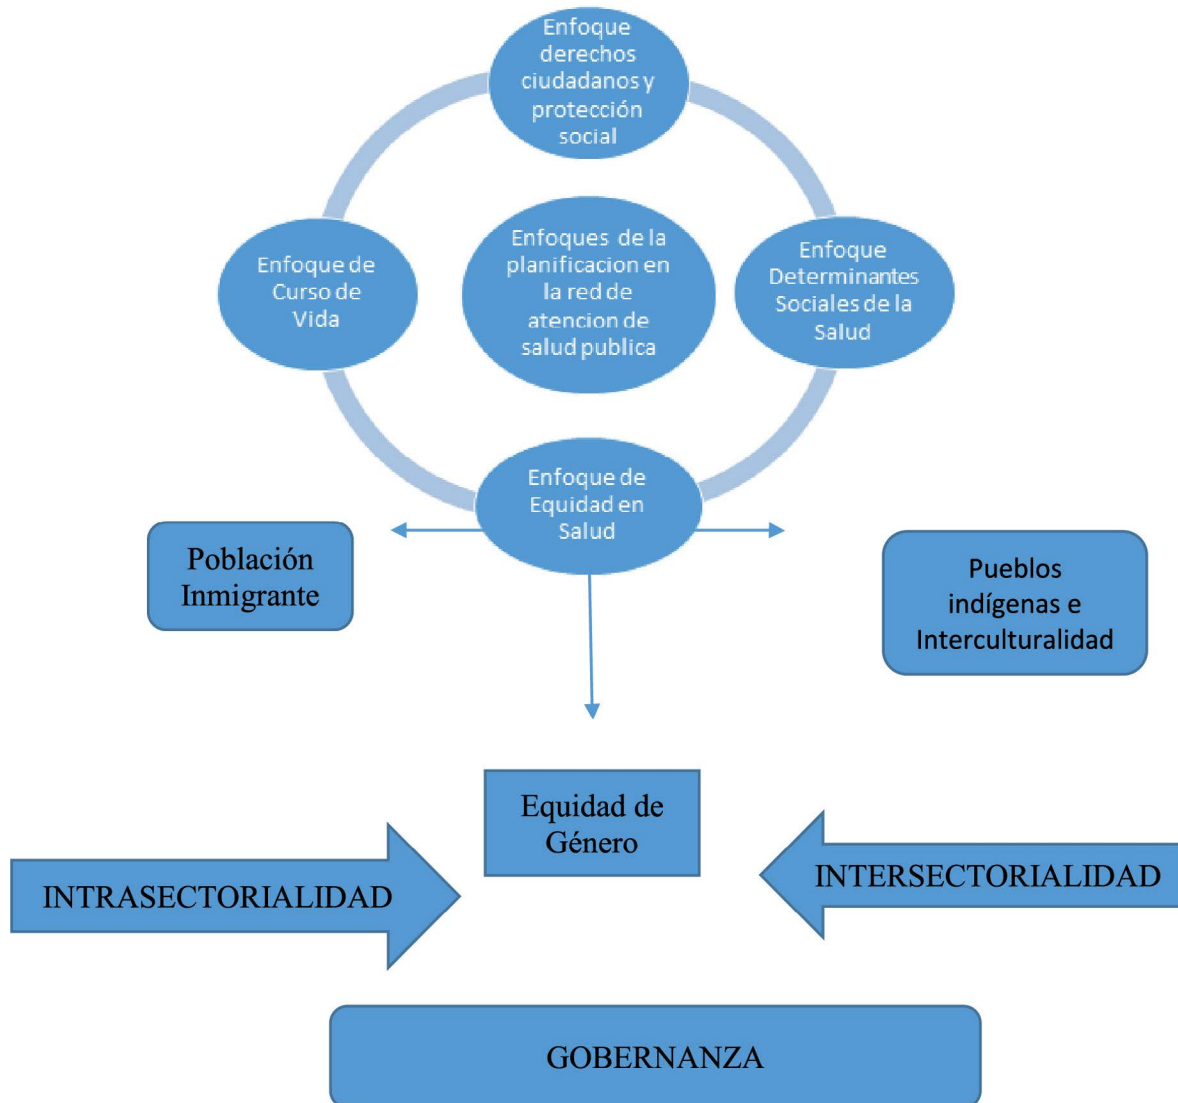 Enfoque
derechos
ciudadanos y
protección
social
Enfoque de
Curso de
Vida
Enfoques de la
planificacion en
la red de
atencion de
salud publica
Enfoque
Determinantes
Sociales de la
Salud
Enfoque de
Equidad en
Salud
Población
Inmigrante
Pueblos
indígenas e
Interculturalidad
Equidad de
Género
INTRASECTORIALIDAD
INTERSECTORIALIDAD
GOBERNANZA